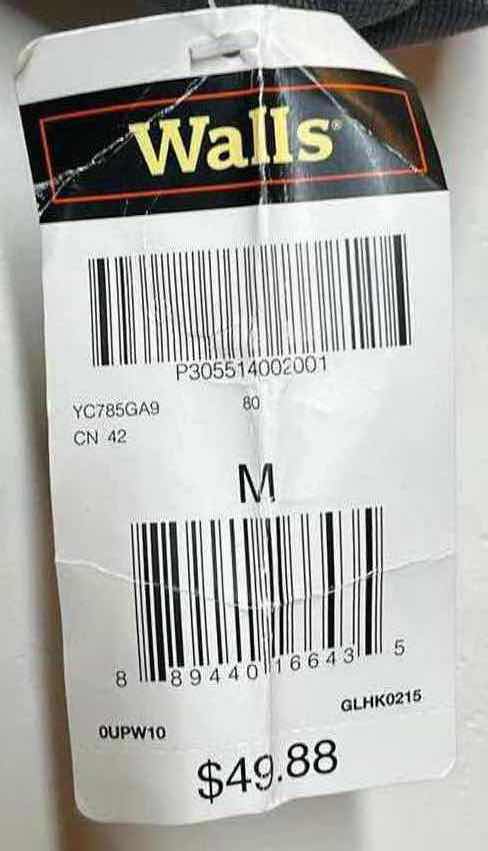 Walls®
P305514002001
YC785GA9 80
CN 42
M
8 89440 16643 5
GLHK0215
0UPW10
$49.88